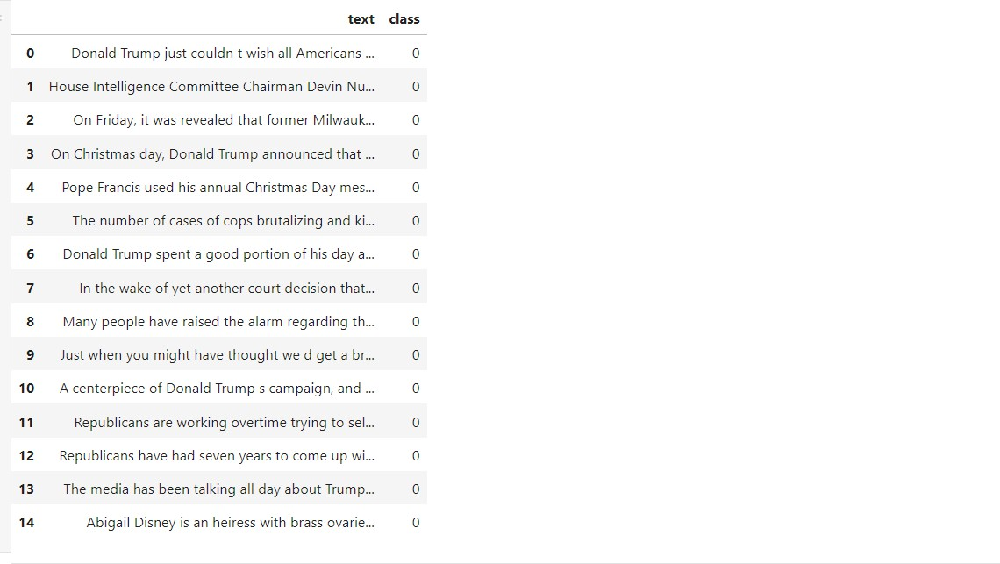 text class
0 Donald Trump just couldn t wish all Americans ... 0
1 House Intelligence Committee Chairman Devin Nu... 0
2 On Friday, it was revealed that former Milwauk... 0
3 On Christmas day, Donald Trump announced that ... 0
4 Pope Francis used his annual Christmas Day mes... 0
5 The number of cases of cops brutalizing and ki... 0
6 Donald Trump spent a good portion of his day a... 0
7 In the wake of yet another court decision that... 0
8 Many people have raised the alarm regarding th... 0
9 Just when you might have thought we d get a br... 0
10 A centerpiece of Donald Trump s campaign, and ... 0
11 Republicans are working overtime trying to sel... 0
12 Republicans have had seven years to come up wi... 0
13 The media has been talking all day about Trump... 0
14 Abigail Disney is an heiress with brass ovarie... 0